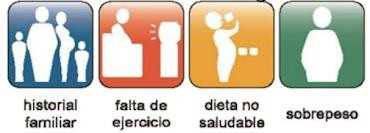 historial familiar
falta de ejercicio
dieta no saludable
sobrepeso